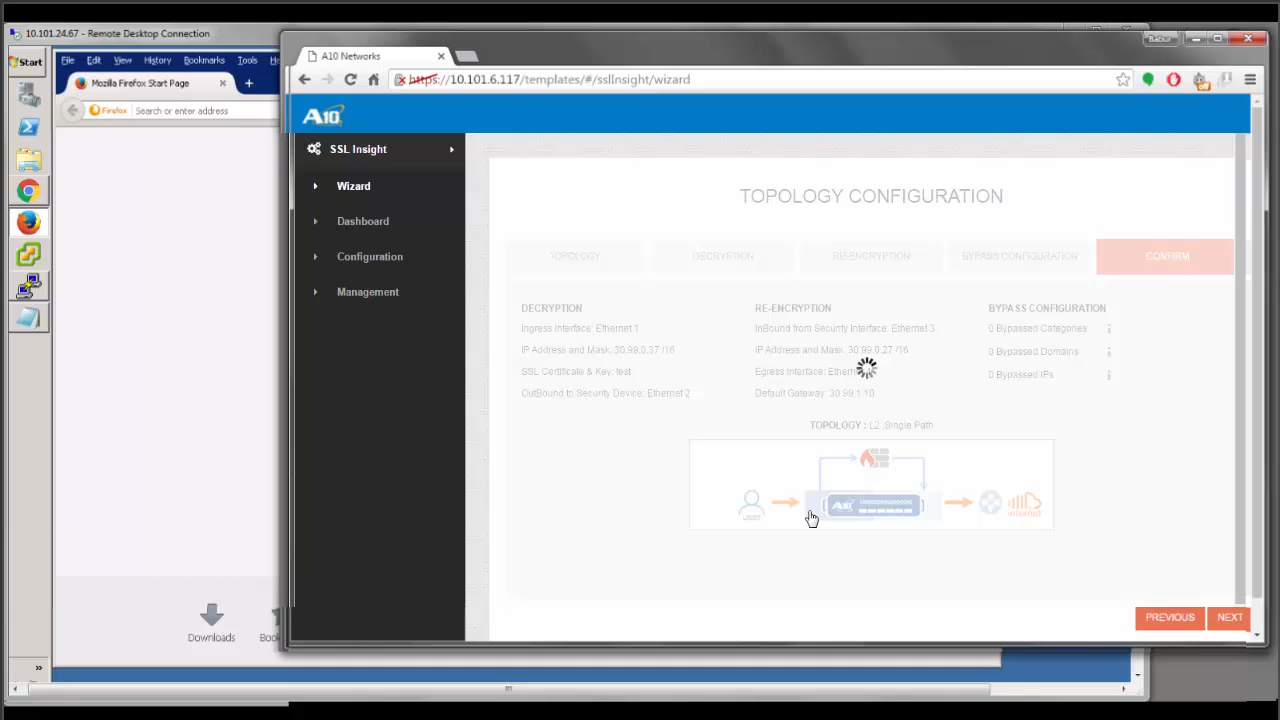 10.101.24.67 - Remote Desktop Connection
Start
File Edit View History Bookmarks Tools
Mozilla Firefox Start Page
Firefox Search or enter address
Downloads
Babur
A10 Networks
https://10.101.6.117/templates/#/sslInsight/wizard
A10
SSL Insight
Wizard
Dashboard
Configuration
Management
TOPOLOGY CONFIGURATION
TOPOLOGY DECRYPTION RE-ENCRYPTION BYPASS CONFIGURATION CONFIRM
DECRYPTION
Ingress Interface: Ethernet 1
IP Address and Mask: 30.99.0.37 /16
SSL Certificate & Key: test
OutBound to Security Device: Ethernet 2
RE-ENCRYPTION
InBound from Security Interface: Ethernet 3
IP Address and Mask: 30.99.0.27 /16
Egress Interface:
Default Gateway: 30.99.1.10
BYPASS CONFIGURATION
0 Bypassed Categories
0 Bypassed Domains
0 Bypassed IPs
TOPOLOGY : L2 ,Single Path
USER
A10
Internet
PREVIOUS NEXT